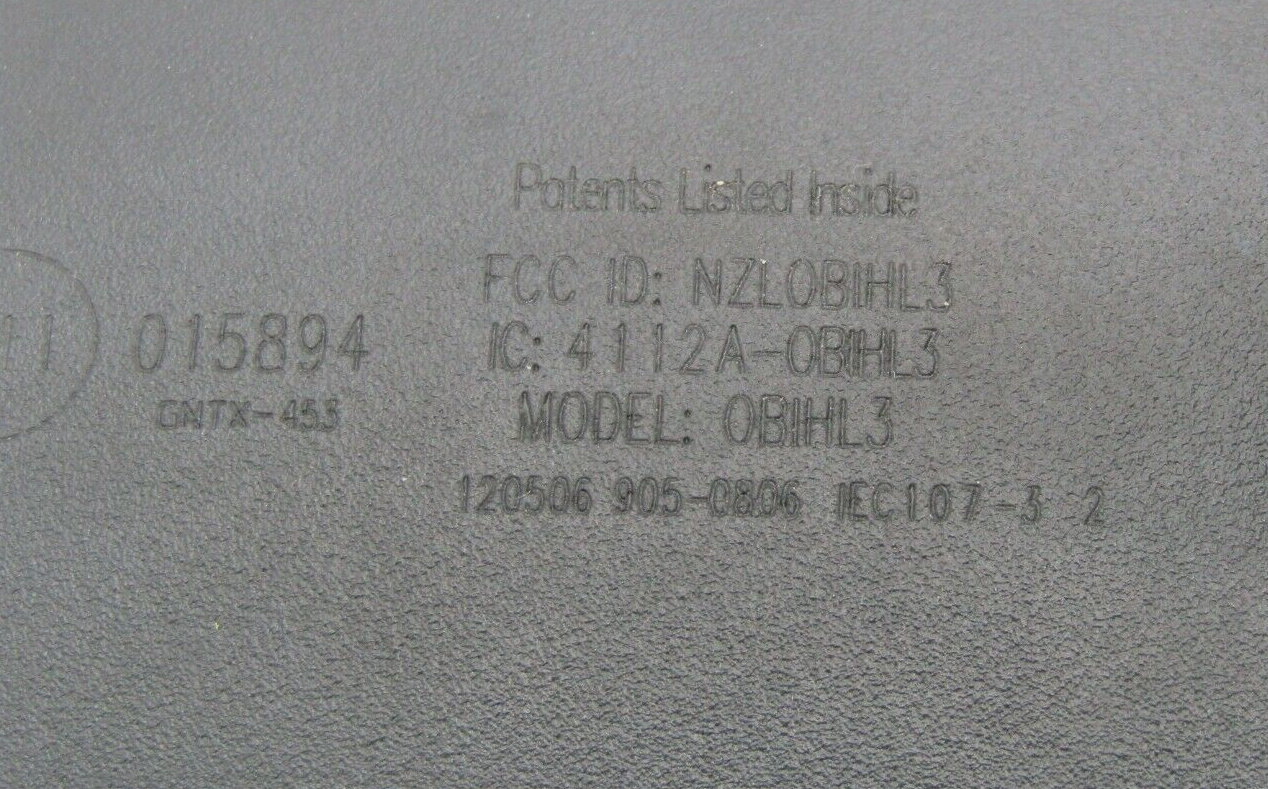 Patents Listed Inside
FCC ID: NZLOBIHL3
11 015894
IC: 4112A-OBIHL3
GNTX-453
MODEL: OBIHL3
120506 905-0806 IEC107-3 2